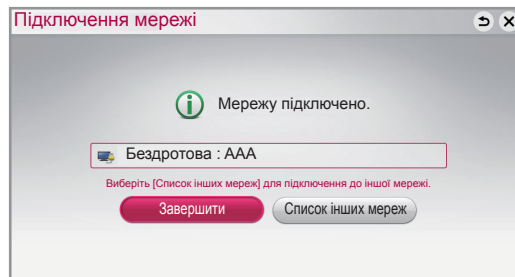 Підключення мережі
Мережу підключено.
Бездротова : AAA
Виберіть [Список інших мереж] для підключення до іншої мережі.
Завершити
Список інших мереж